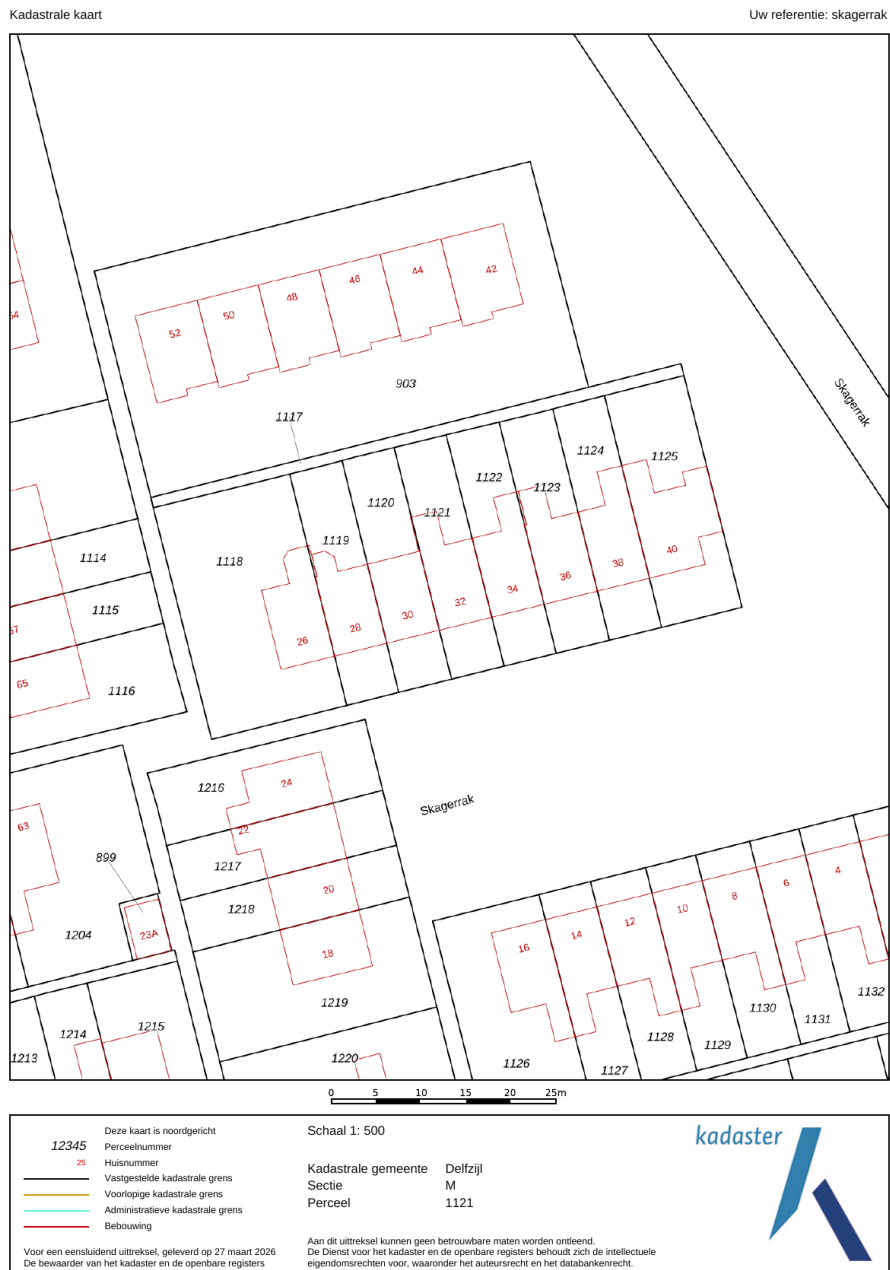 Kadastrale kaart
Uw referentie: skagerrak
42
44
46
48
50
52
64
903
Skagerrak
1117
1124
1125
1122
1123
1120
1121
1119
1118
1114
1115
1116
67
65
40
38
36
34
32
30
28
26
1216
24
22
1217
20
1218
18
1219
1220
Skagerrak
63
899
23A
1204
1213
1214
1215
16
14
12
10
8
6
4
1126
1127
1128
1129
1130
1131
1132
0 5 10 15 20 25m
Deze kaart is noordgericht
12345 Perceelnummer
25 Huisnummer
Vastgestelde kadastrale grens
Voorlopige kadastrale grens
Administratieve kadastrale grens
Bebouwing
Voor een eensluidend uittreksel, geleverd op 27 maart 2026
De bewaarder van het kadaster en de openbare registers
Schaal 1: 500
Kadastrale gemeente Delfzijl
Sectie M
Perceel 1121
Aan dit uittreksel kunnen geen betrouwbare maten worden ontleend.
De Dienst voor het kadaster en de openbare registers behoudt zich de intellectuele
eigendomsrechten voor, waaronder het auteursrecht en het databankenrecht.
kadaster